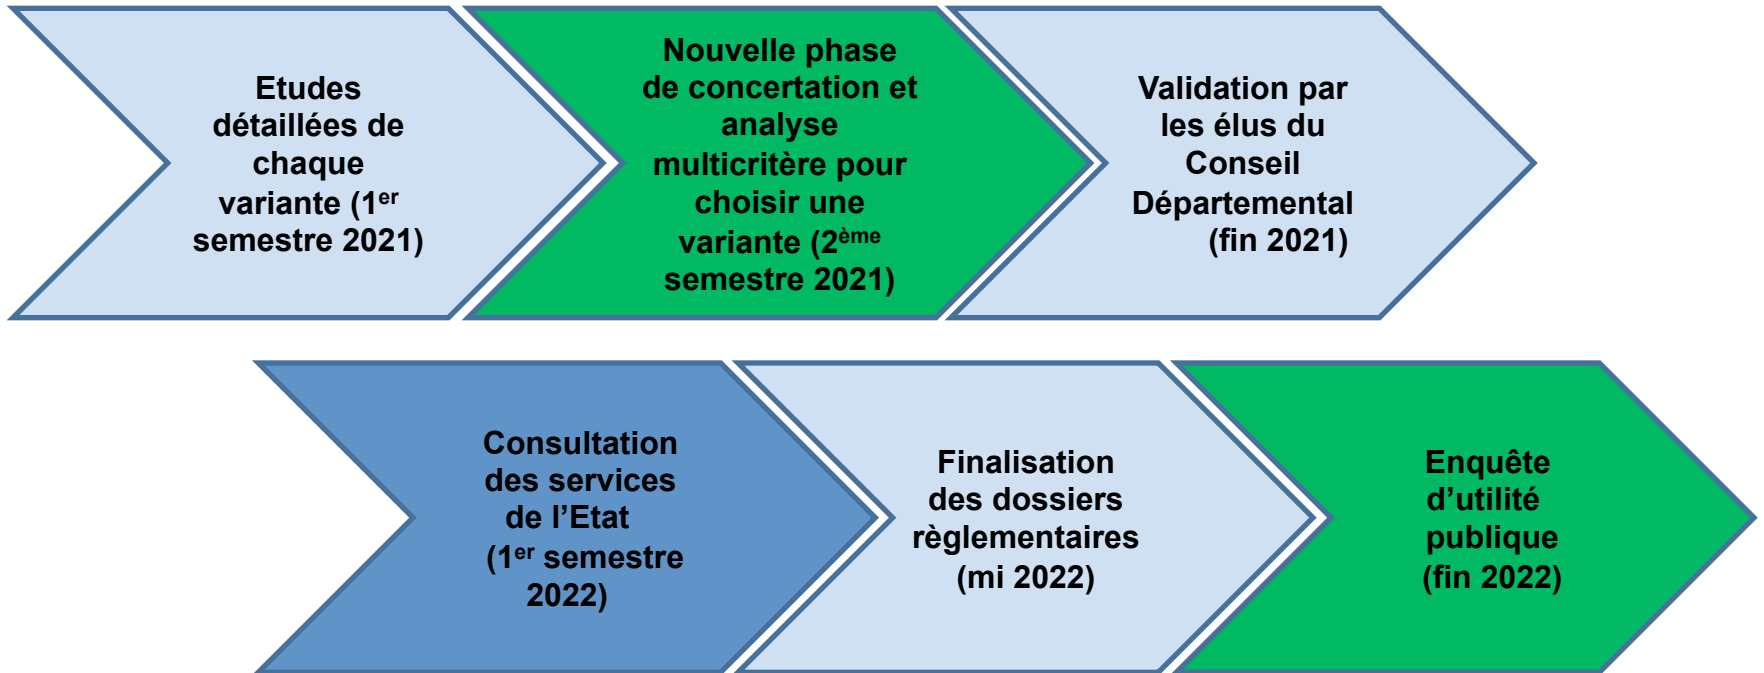 Etudes
détaillées de
chaque
variante (1er
semestre 2021)
Nouvelle phase
de concertation et
analyse
multicritère pour
choisir une
variante (2ème
semestre 2021)
Validation par
les élus du
Conseil
Départemental
(fin 2021)
Consultation
des services
de l’Etat
(1er semestre
2022)
Finalisation
des dossiers
règlementaires
(mi 2022)
Enquête
d’utilité
publique
(fin 2022)